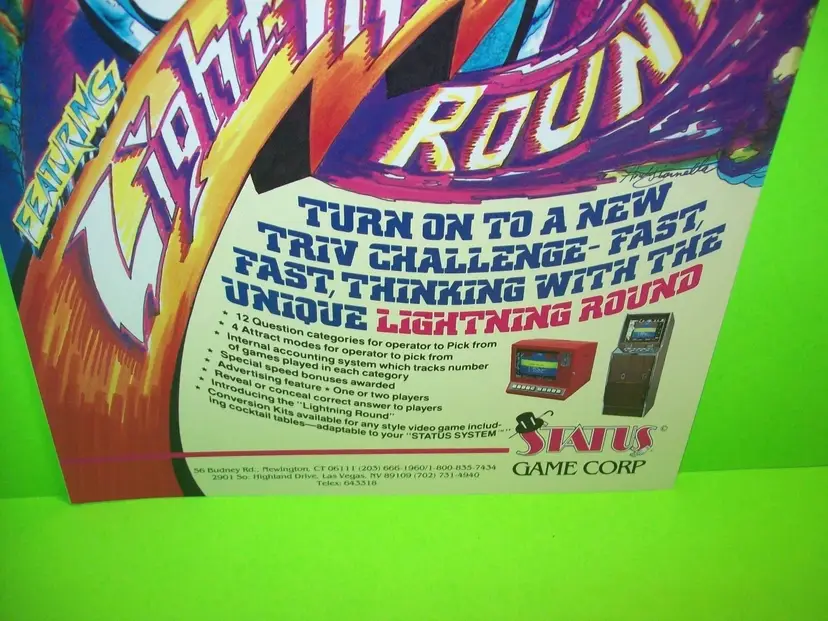 FEATURING
Lightni
ROUN
TURN ON TO A NEW
TRIV CHALLENGE- FAST,
FAST, THINKING WITH THE
UNIQUE LIGHTNING ROUND
* 12 Question categories for operator to Pick from
* 4 Attract modes for operator to pick from
* Internal accounting system which tracks number
of games played in each category
* Special speed bonuses awarded
* Advertising feature • One or two players
* Reveal or conceal correct answer to players
* Introducing the "Lightning Round"
* Conversion Kits available for any style video game includ-
ing cocktail tables—adaptable to your "STATUS SYSTEM™"
STATUS ©
GAME CORP
56 Budney Rd., Newington, CT 06111 (203) 666-1960/1-800-835-7434
2901 So. Highland Drive, Las Vegas, NV 89109 (702) 731-4940
Telex: 643318